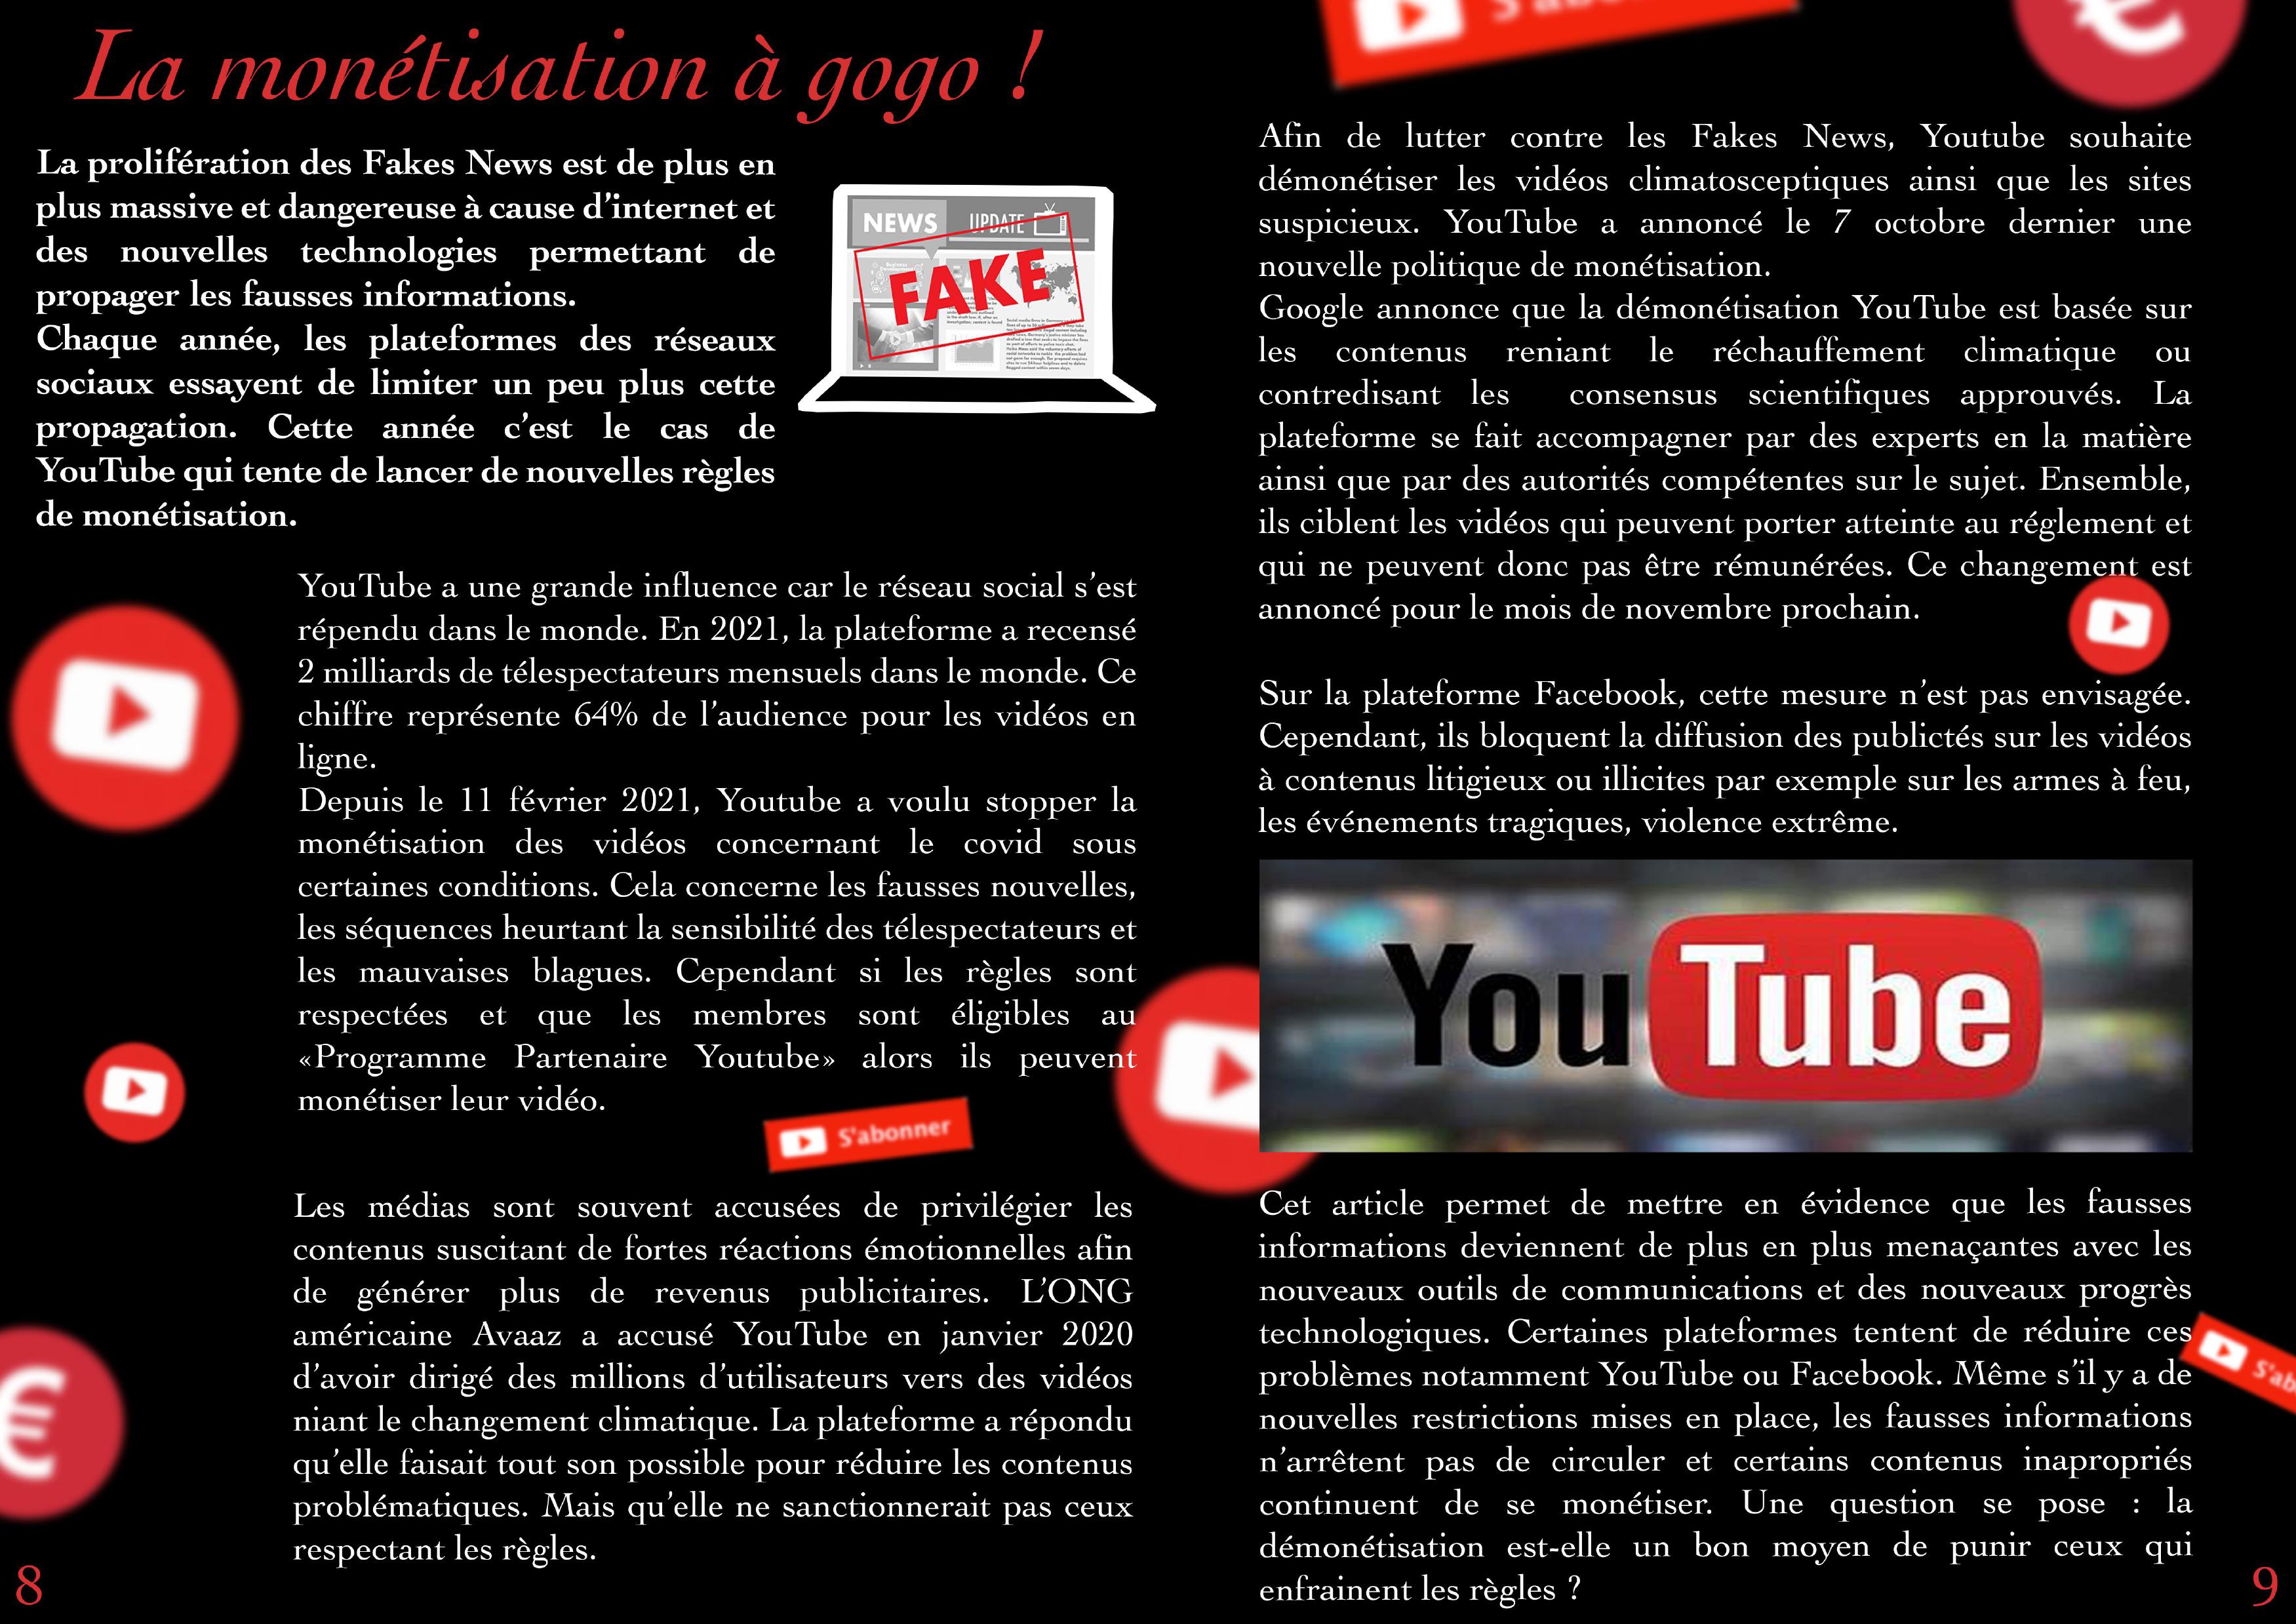 La monétisation à gogo !
La prolifération des Fakes News est de plus en
plus massive et dangereuse à cause d’internet et
des nouvelles technologies permettant de
propager les fausses informations.
Chaque année, les plateformes des réseaux
sociaux essayent de limiter un peu plus cette
propagation. Cette année c’est le cas de
YouTube qui tente de lancer de nouvelles règles
de monétisation.
NEWS
UPDATE
FAKE
YouTube a une grande influence car le réseau social s’est
répendu dans le monde. En 2021, la plateforme a recensé
2 milliards de télespectateurs mensuels dans le monde. Ce
chiffre représente 64% de l’audience pour les vidéos en
ligne.
Depuis le 11 février 2021, Youtube a voulu stopper la
monétisation des vidéos concernant le covid sous
certaines conditions. Cela concerne les fausses nouvelles,
les séquences heurtant la sensibilité des télespectateurs et
les mauvaises blagues. Cependant si les règles sont
respectées et que les membres sont éligibles au
«Programme Partenaire Youtube» alors ils peuvent
monétiser leur vidéo.
S'abonner
Les médias sont souvent accusées de privilégier les
contenus suscitant de fortes réactions émotionnelles afin
de générer plus de revenus publicitaires. L’ONG
américaine Avaaz a accusé YouTube en janvier 2020
d’avoir dirigé des millions d’utilisateurs vers des vidéos
niant le changement climatique. La plateforme a répondu
qu’elle faisait tout son possible pour réduire les contenus
problématiques. Mais qu’elle ne sanctionnerait pas ceux
respectant les règles.
€
8
€
Afin de lutter contre les Fakes News, Youtube souhaite
démonétiser les vidéos climatosceptiques ainsi que les sites
suspicieux. YouTube a annoncé le 7 octobre dernier une
nouvelle politique de monétisation.
Google annonce que la démonétisation YouTube est basée sur
les contenus reniant le réchauffement climatique ou
contredisant les consensus scientifiques approuvés. La
plateforme se fait accompagner par des experts en la matière
ainsi que par des autorités compétentes sur le sujet. Ensemble,
ils ciblent les vidéos qui peuvent porter atteinte au réglement et
qui ne peuvent donc pas être rémunérées. Ce changement est
annoncé pour le mois de novembre prochain.
Sur la plateforme Facebook, cette mesure n’est pas envisagée.
Cependant, ils bloquent la diffusion des publictés sur les vidéos
à contenus litigieux ou illicites par exemple sur les armes à feu,
les événements tragiques, violence extrême.
YouTube
Cet article permet de mettre en évidence que les fausses
informations deviennent de plus en plus menaçantes avec les
nouveaux outils de communications et des nouveaux progrès
technologiques. Certaines plateformes tentent de réduire ces
problèmes notamment YouTube ou Facebook. Même s’il y a de
nouvelles restrictions mises en place, les fausses informations
n’arrêtent pas de circuler et certains contenus inapropriés
continuent de se monétiser. Une question se pose : la
démonétisation est-elle un bon moyen de punir ceux qui
enfrainent les règles ?
S'ab
9